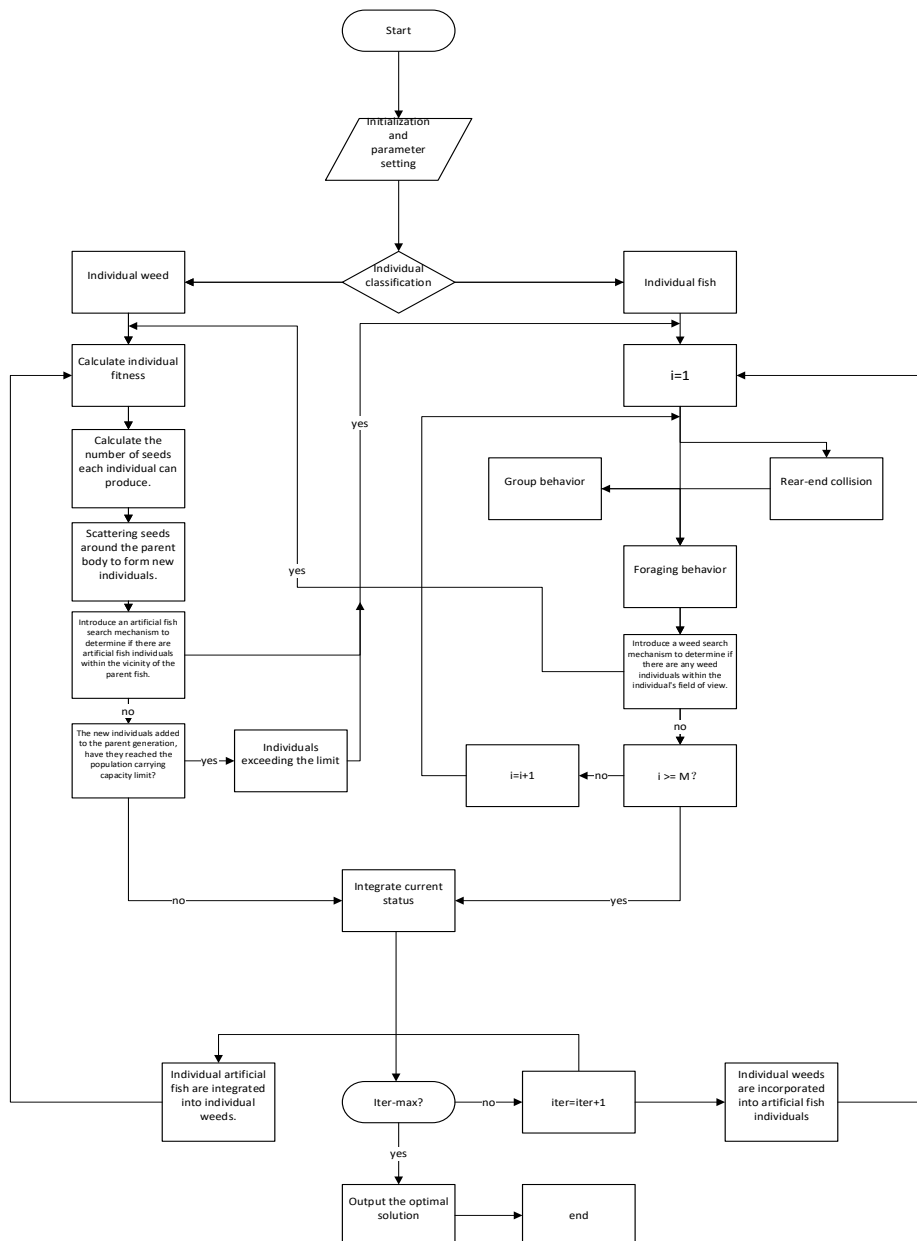 Start
Initialization
and
parameter
setting
Individual
classification
Individual weed
Individual fish
Calculate individual
fitness
i=1
yes
Calculate the
number of seeds
each individual can
produce.
Group behavior
Rear-end collision
Scattering seeds
around the parent
body to form new
individuals.
yes
Foraging behavior
Introduce an artificial fish
search mechanism to
determine if there are
artificial fish individuals
within the vicinity of the
parent fish.
Introduce a weed search
mechanism to determine if
there are any weed
individuals within the
individual's field of view.
no
no
The new individuals added
to the parent generation,
have they reached the
population carrying
capacity limit?
yes
Individuals
exceeding the limit
i=i+1
no
i >= M？
Integrate current
status
no
yes
Individual artificial
fish are integrated
into individual
weeds.
Iter-max?
no
iter=iter+1
Individual weeds
are incorporated
into artificial fish
individuals
yes
Output the optimal
solution
end